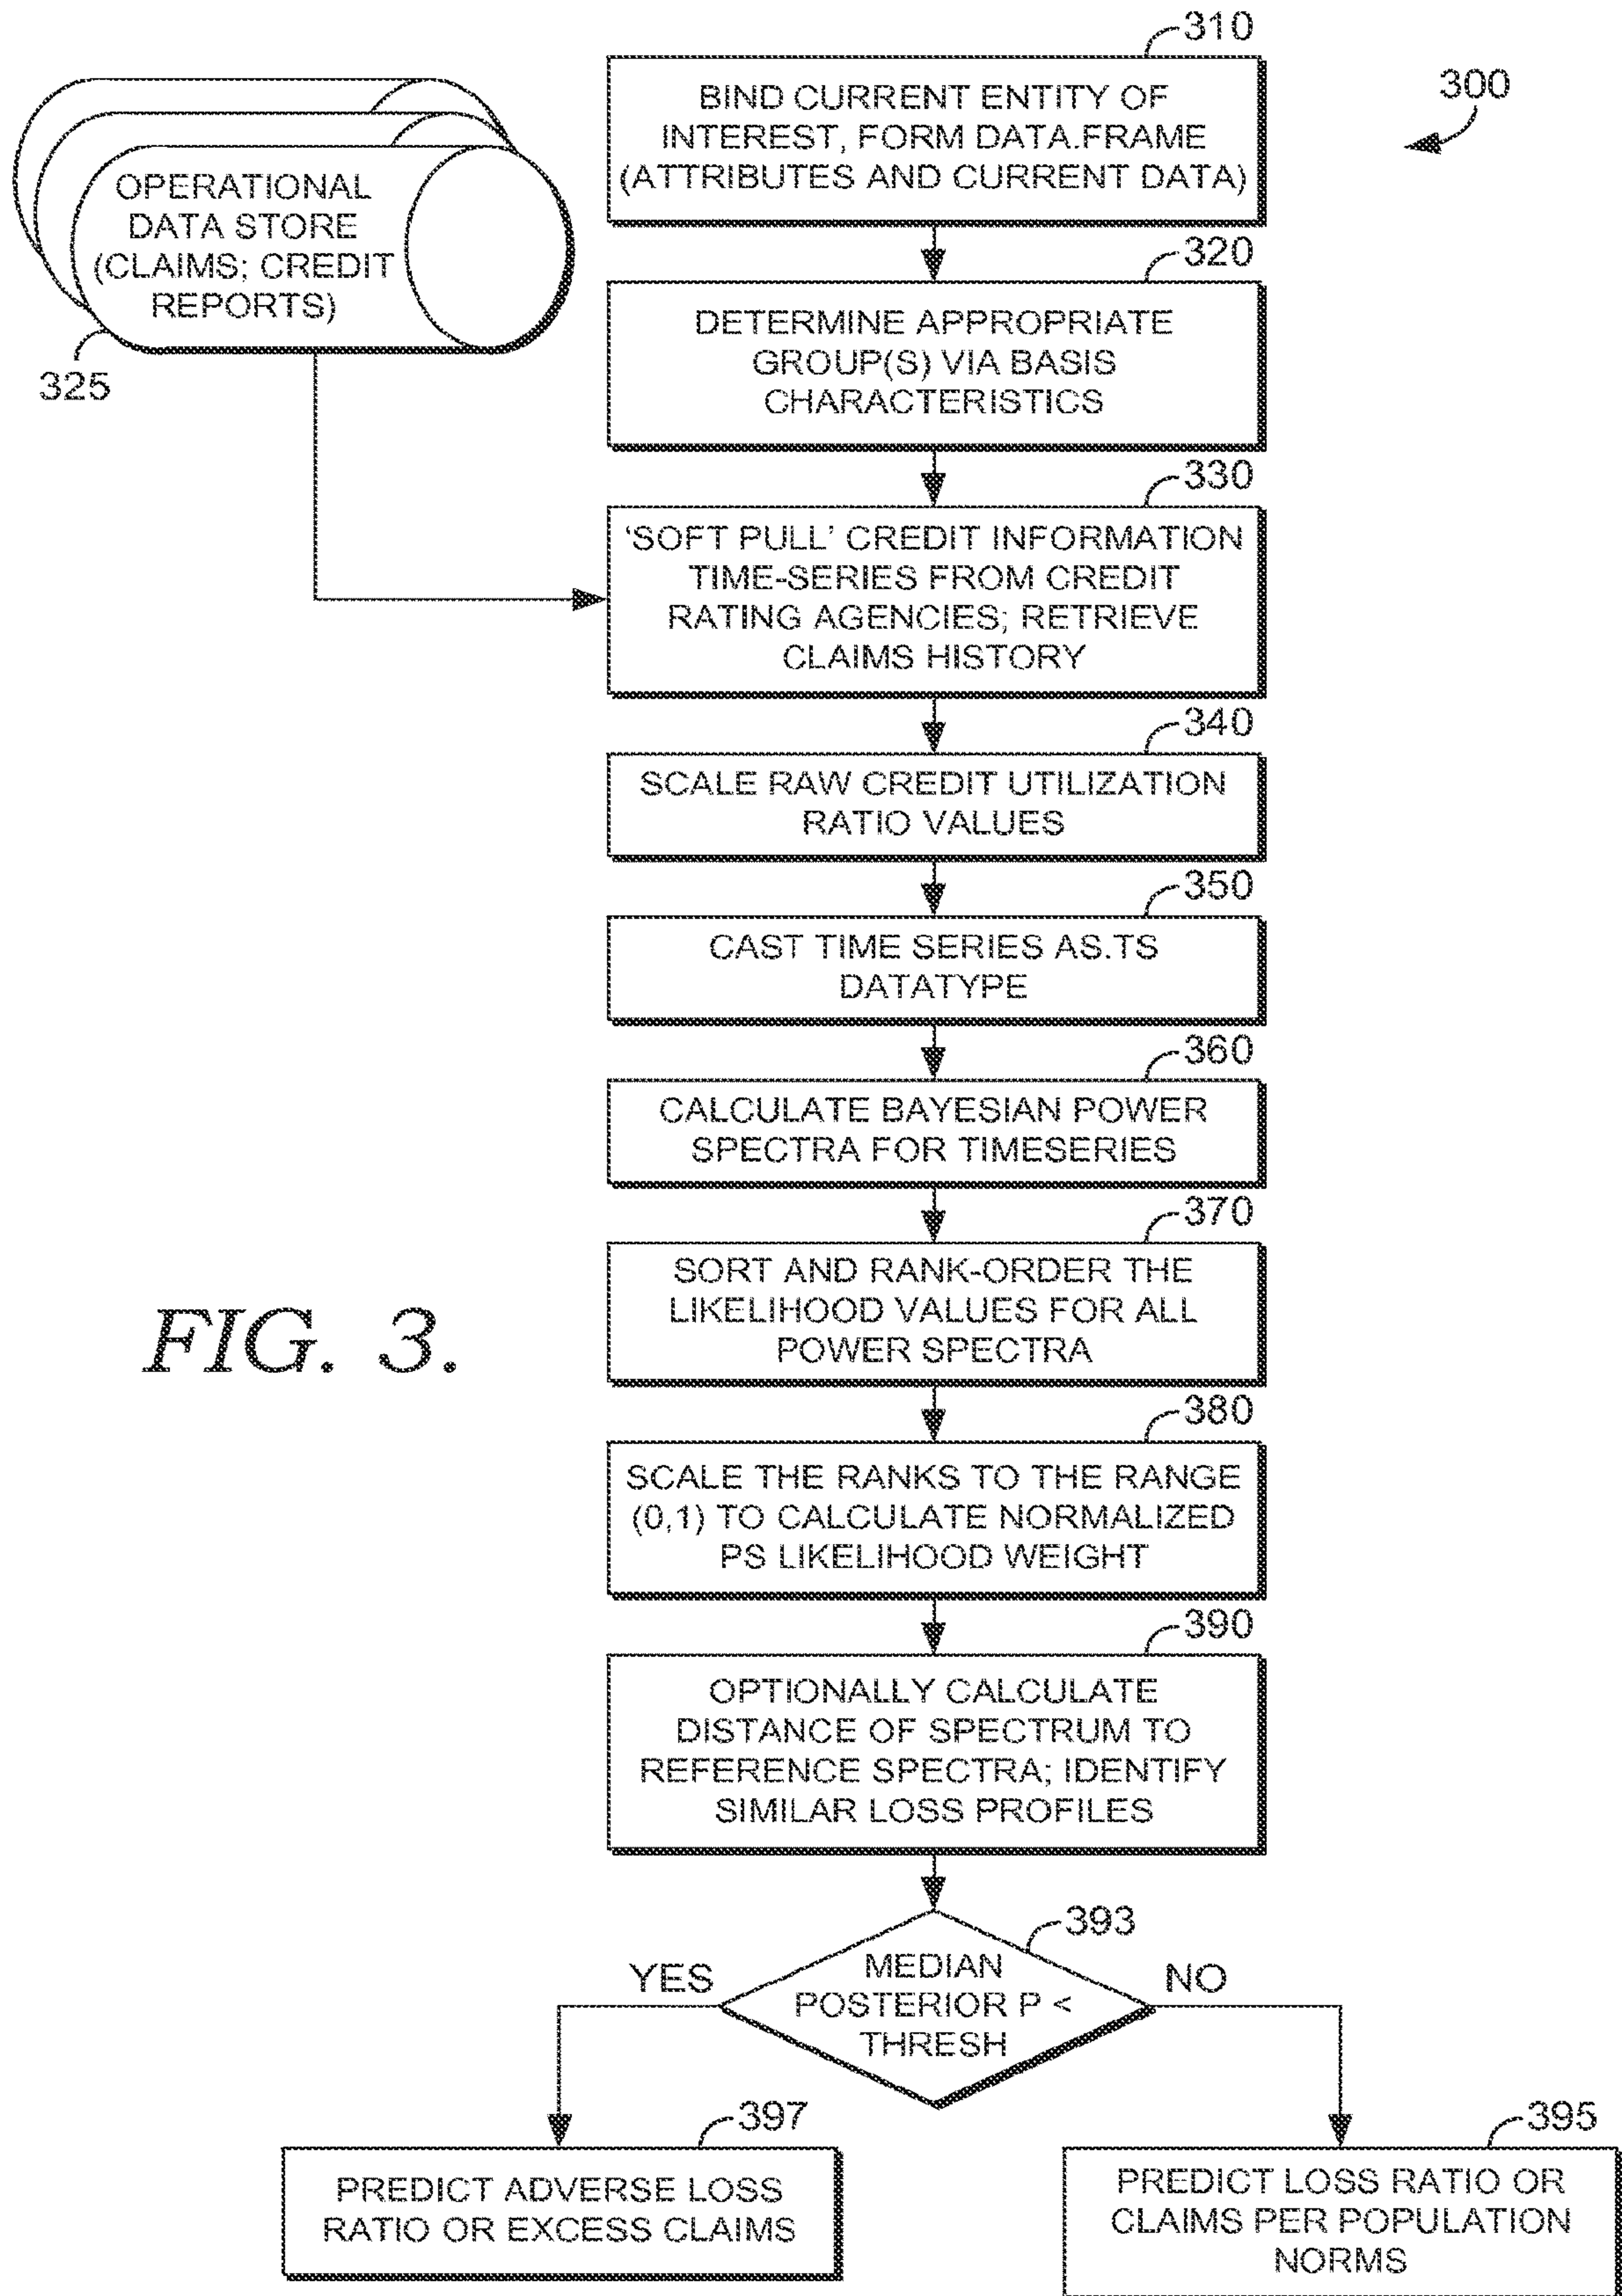 310
300
BIND CURRENT ENTITY OF
INTEREST, FORM DATA.FRAME
(ATTRIBUTES AND CURRENT DATA)
OPERATIONAL
DATA STORE
(CLAIMS; CREDIT
REPORTS)
325
320
DETERMINE APPROPRIATE
GROUP(S) VIA BASIS
CHARACTERISTICS
330
‘SOFT PULL’ CREDIT INFORMATION
TIME-SERIES FROM CREDIT
RATING AGENCIES; RETRIEVE
CLAIMS HISTORY
340
SCALE RAW CREDIT UTILIZATION
RATIO VALUES
350
CAST TIME SERIES AS.TS
DATATYPE
360
CALCULATE BAYESIAN POWER
SPECTRA FOR TIMESERIES
370
SORT AND RANK-ORDER THE
LIKELIHOOD VALUES FOR ALL
POWER SPECTRA
FIG. 3.
380
SCALE THE RANKS TO THE RANGE
(0,1) TO CALCULATE NORMALIZED
PS LIKELIHOOD WEIGHT
390
OPTIONALLY CALCULATE
DISTANCE OF SPECTRUM TO
REFERENCE SPECTRA; IDENTIFY
SIMILAR LOSS PROFILES
393
MEDIAN
POSTERIOR P <
THRESH
YES
NO
397
PREDICT ADVERSE LOSS
RATIO OR EXCESS CLAIMS
395
PREDICT LOSS RATIO OR
CLAIMS PER POPULATION
NORMS